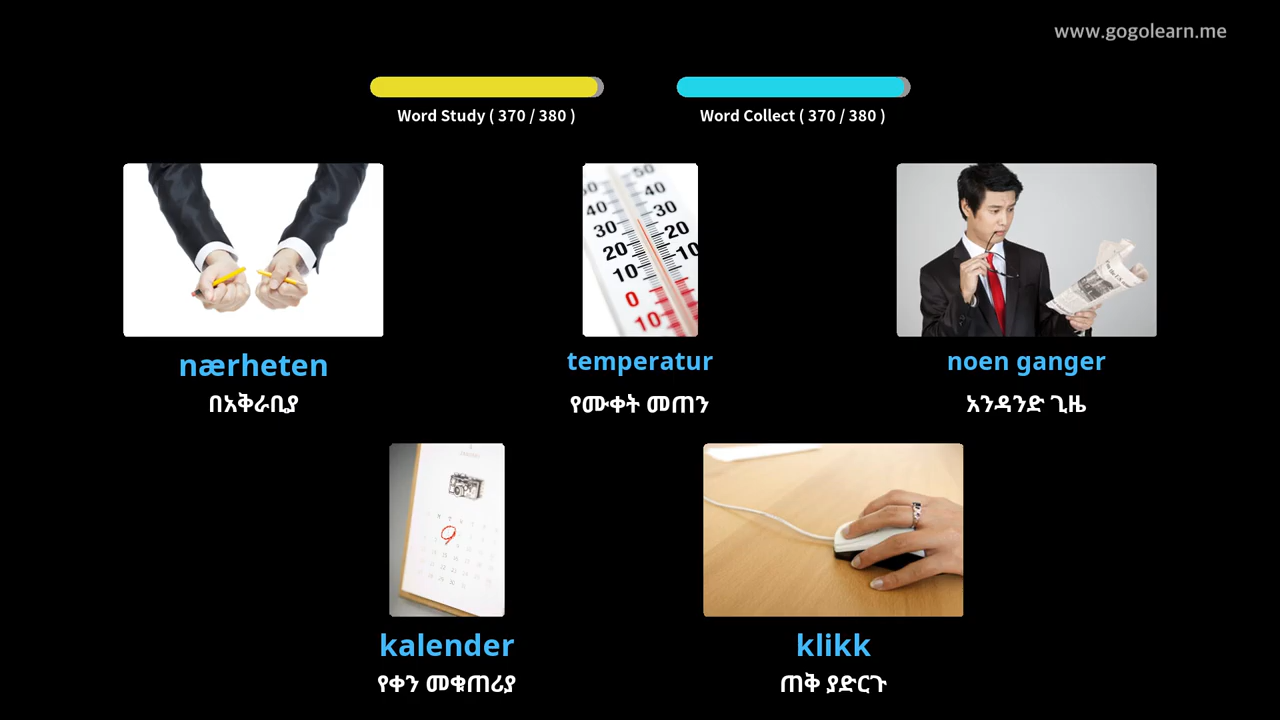 www.gogolearn.me
Word Study ( 370 / 380 )
Word Collect ( 370 / 380 )
nærheten
temperatur
noen ganger
በአቅራቢያ
የሙቀት መጠን
አንዳንድ ጊዜ
kalender
klikk
የቀን መቁጠሪያ
ጠቅ ያድርጉ